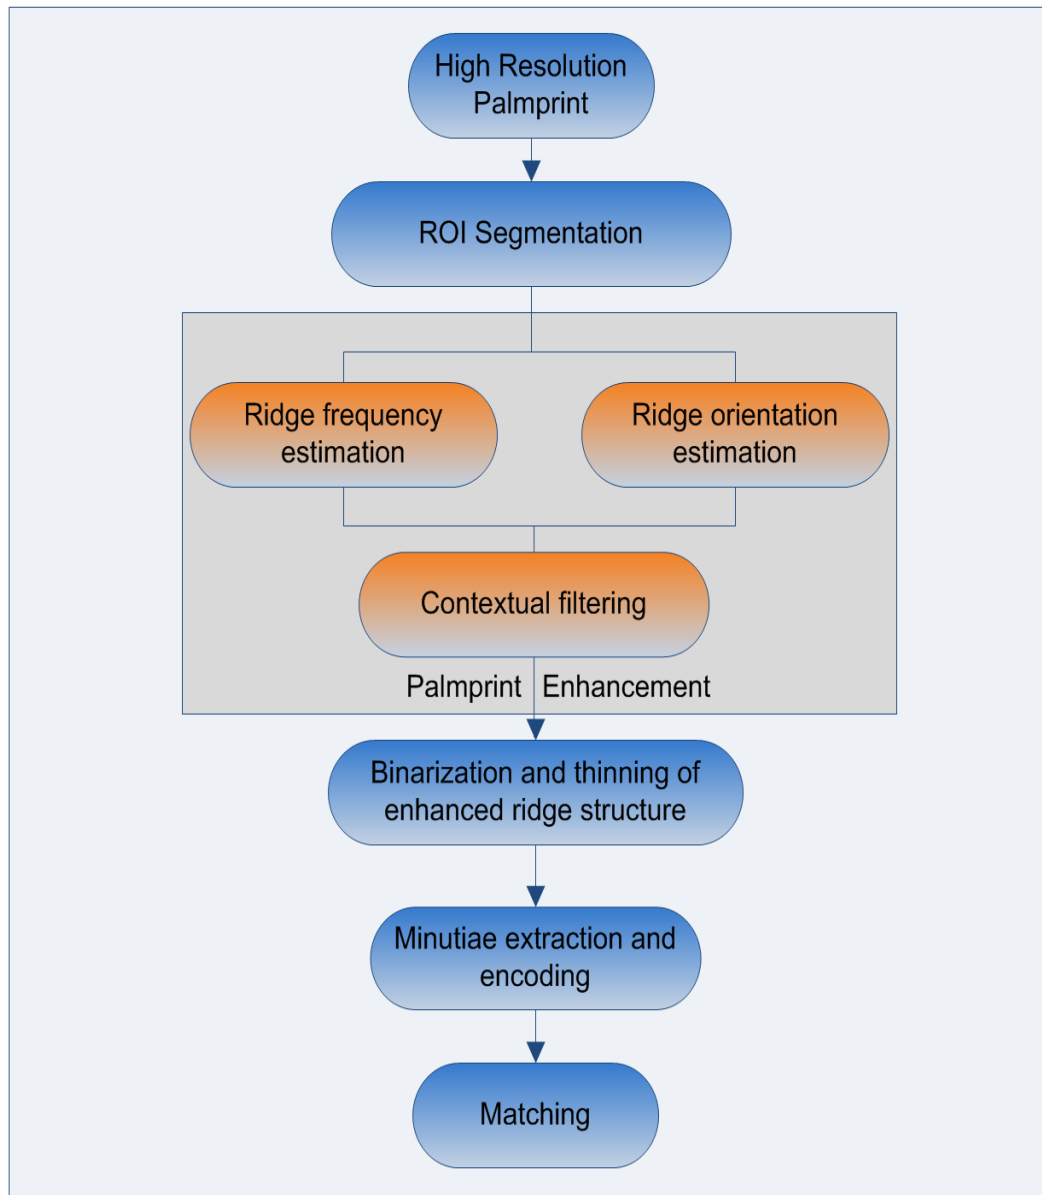 High Resolution
Palmprint
ROI Segmentation
Ridge frequency
estimation
Ridge orientation
estimation
Contextual filtering
Palmprint Enhancement
Binarization and thinning of
enhanced ridge structure
Minutiae extraction and
encoding
Matching